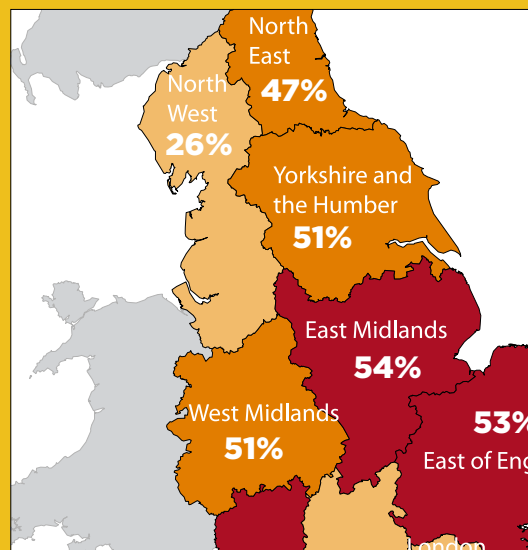 North
East
47%
North
West
26%
Yorkshire and
the Humber
51%
East Midlands
54%
West Midlands
51%
53%
East of Eng
London